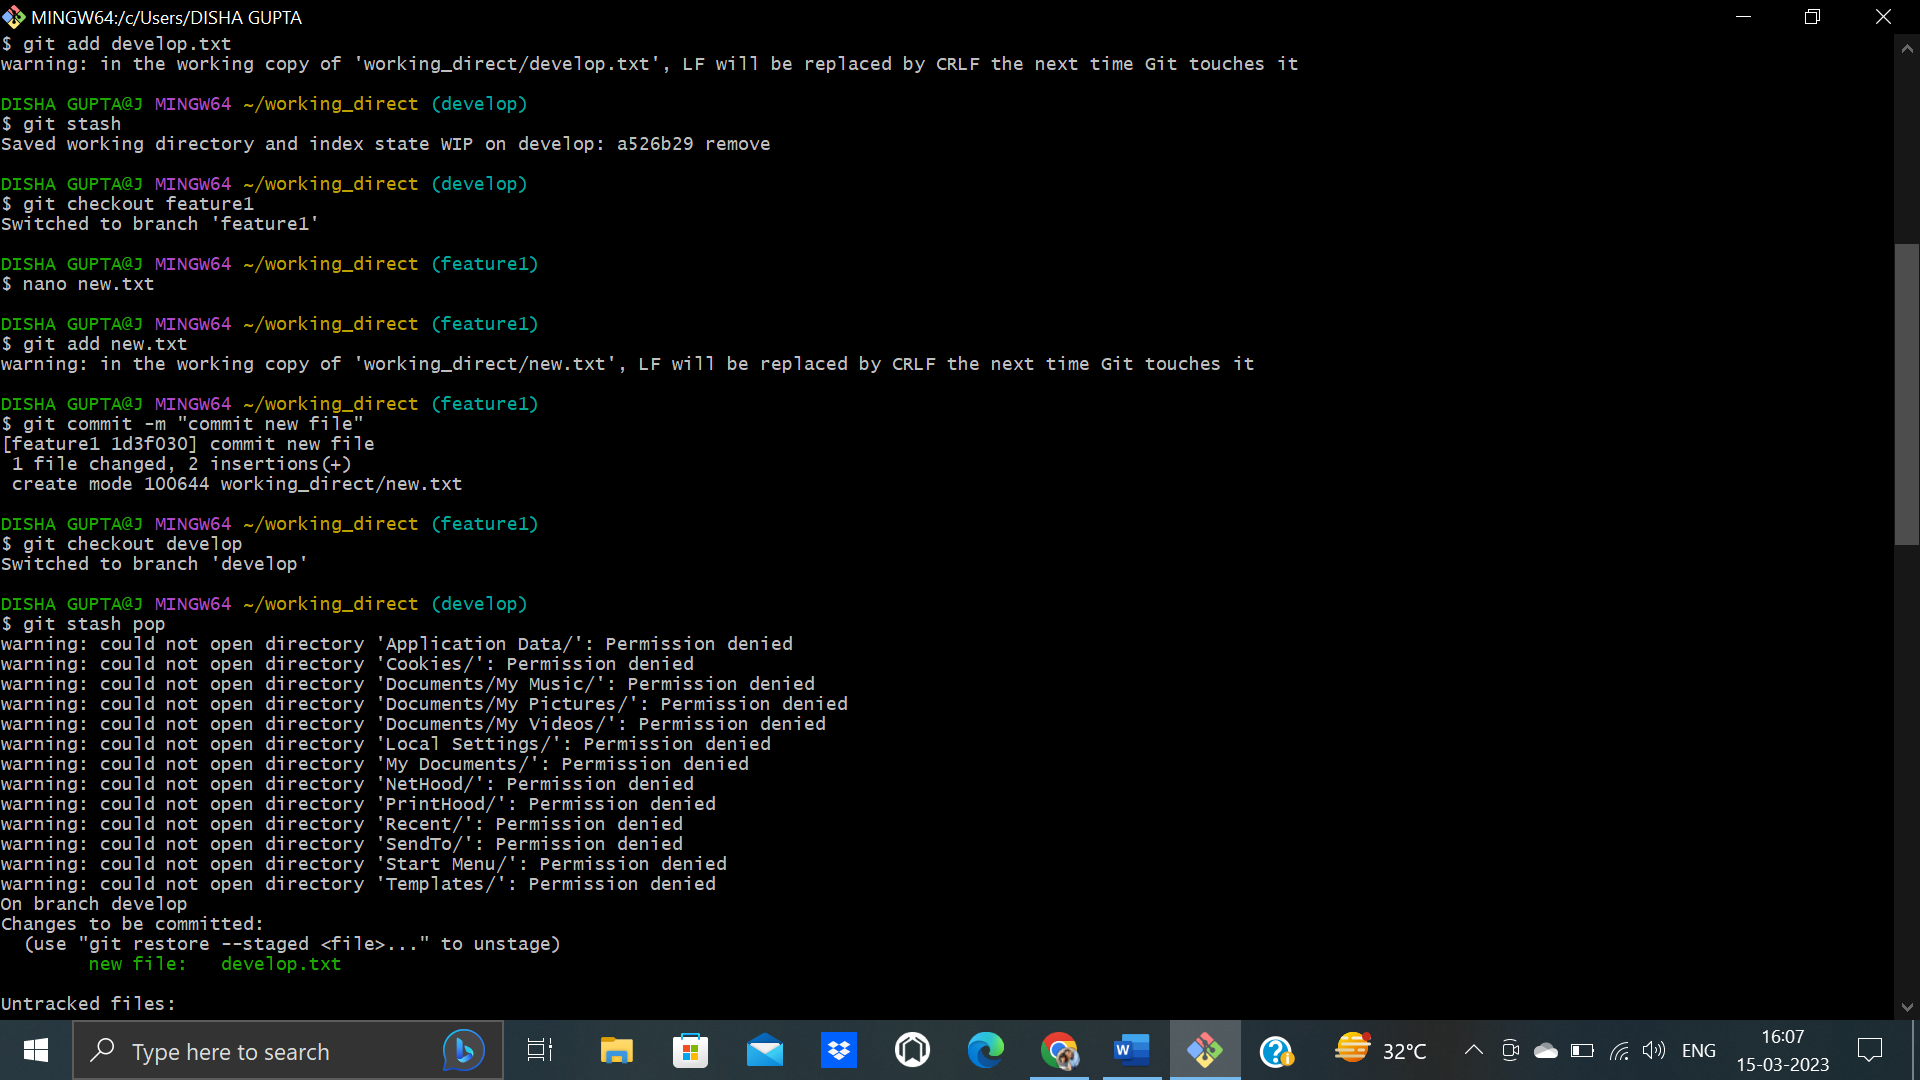 MINGW64:/c/Users/DISHA GUPTA
$ git add develop.txt
warning: in the working copy of 'working_direct/develop.txt', LF will be replaced by CRLF the next time Git touches it
DISHA GUPTA@J MINGW64 ~/working_direct (develop)
$ git stash
Saved working directory and index state WIP on develop: a526b29 remove
DISHA GUPTA@J MINGW64 ~/working_direct (develop)
$ git checkout feature1
Switched to branch 'feature1'
DISHA GUPTA@J MINGW64 ~/working_direct (feature1)
$ nano new.txt
DISHA GUPTA@J MINGW64 ~/working_direct (feature1)
$ git add new.txt
warning: in the working copy of 'working_direct/new.txt', LF will be replaced by CRLF the next time Git touches it
DISHA GUPTA@J MINGW64 ~/working_direct (feature1)
$ git commit -m "commit new file"
[feature1 1d3f030] commit new file
1 file changed, 2 insertions(+)
create mode 100644 working_direct/new.txt
DISHA GUPTA@J MINGW64 ~/working_direct (feature1)
$ git checkout develop
Switched to branch 'develop'
DISHA GUPTA@J MINGW64 ~/working_direct (develop)
$ git stash pop
warning: could not open directory 'Application Data/': Permission denied
warning: could not open directory 'Cookies/': Permission denied
warning: could not open directory 'Documents/My Music/': Permission denied
warning: could not open directory 'Documents/My Pictures/': Permission denied
warning: could not open directory 'Documents/My Videos/': Permission denied
warning: could not open directory 'Local Settings/': Permission denied
warning: could not open directory 'My Documents/': Permission denied
warning: could not open directory 'NetHood/': Permission denied
warning: could not open directory 'PrintHood/': Permission denied
warning: could not open directory 'Recent/': Permission denied
warning: could not open directory 'SendTo/': Permission denied
warning: could not open directory 'Start Menu/': Permission denied
warning: could not open directory 'Templates/': Permission denied
On branch develop
Changes to be committed:
(use "git restore --staged <file>..." to unstage)
new file: develop.txt
Untracked files:
Type here to search
32°C
ENG
16:07
15-03-2023